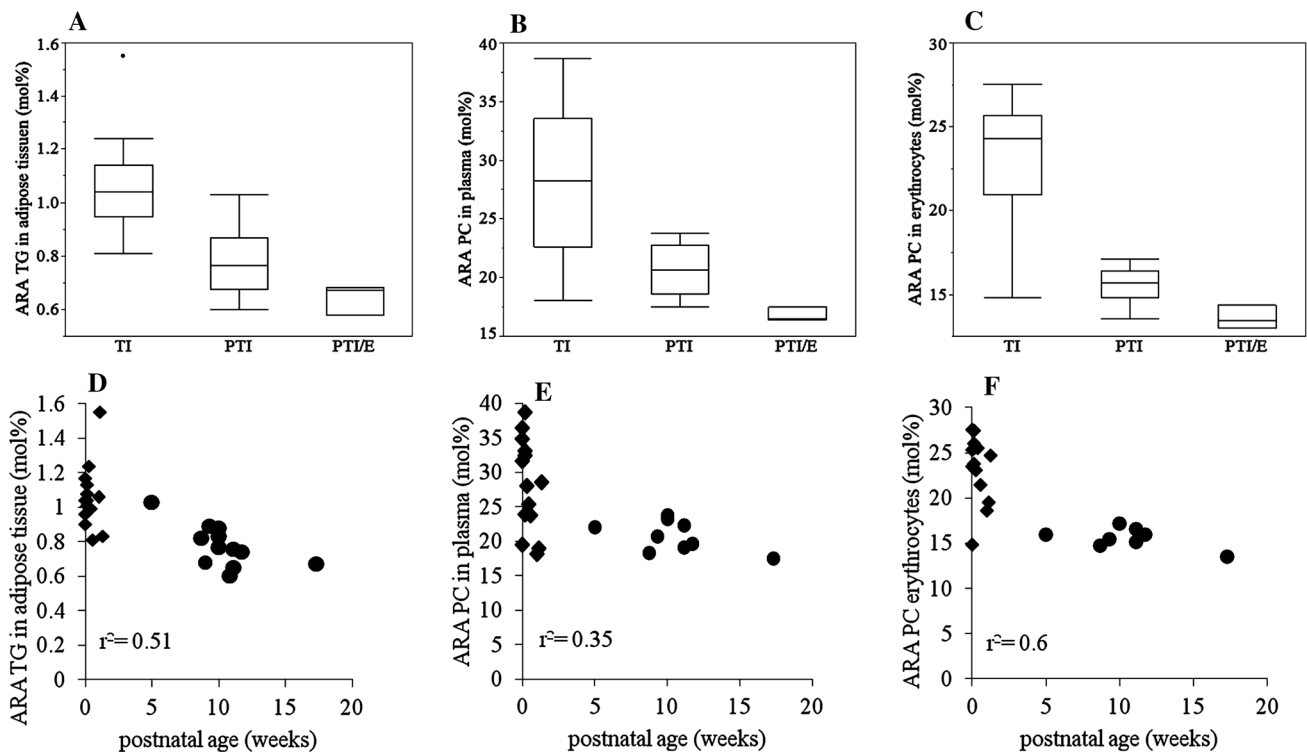 A
ARA TG in adipose tissuen (mol%)
1.6
1.4
1.2
1.0
0.8
0.6
TI
PTI
PTI/E
B
ARA PC in plasma (mol%)
40
35
30
25
20
15
TI
PTI
PTI/E
C
ARA PC in erythrocytes (mol%)
30
25
20
15
TI
PTI
PTI/E
D
ARA TG in adipose tissue (mol%)
1.6
1.4
1.2
1
0.8
0.6
0.4
0.2
0
r²= 0.51
0
5
10
15
20
postnatal age (weeks)
E
ARA PC in plasma (mol%)
40
35
30
25
20
15
10
5
0
r²= 0.35
0
5
10
15
20
postnatal age (weeks)
F
ARA PC erythrocytes (mol%)
30
25
20
15
10
5
0
r²= 0.6
0
5
10
15
20
postnatal age (weeks)